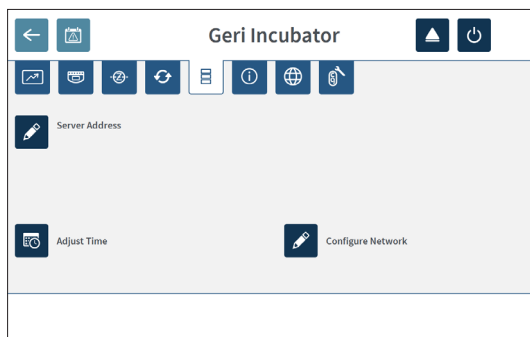 Geri Incubator
Server Address
Adjust Time
Configure Network